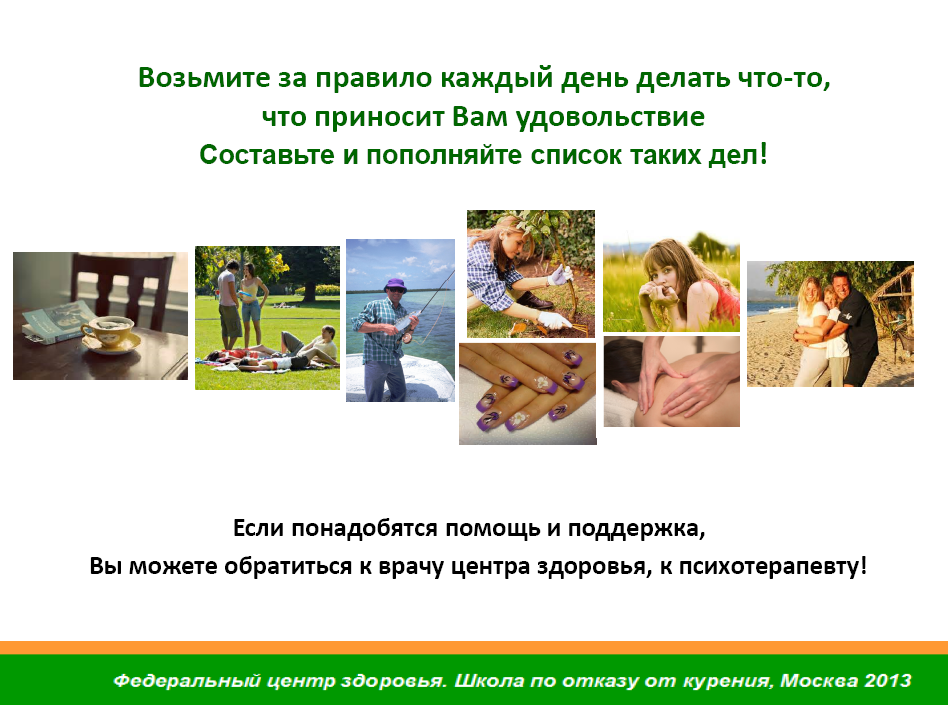 Возьмите за правило каждый день делать что-то,
что приносит Вам удовольствие
Составьте и пополняйте список таких дел!
Если понадобятся помощь и поддержка,
Вы можете обратиться к врачу центра здоровья, к психотерапевту!
Федеральный центр здоровья. Школа по отказу от курения, Москва 2013